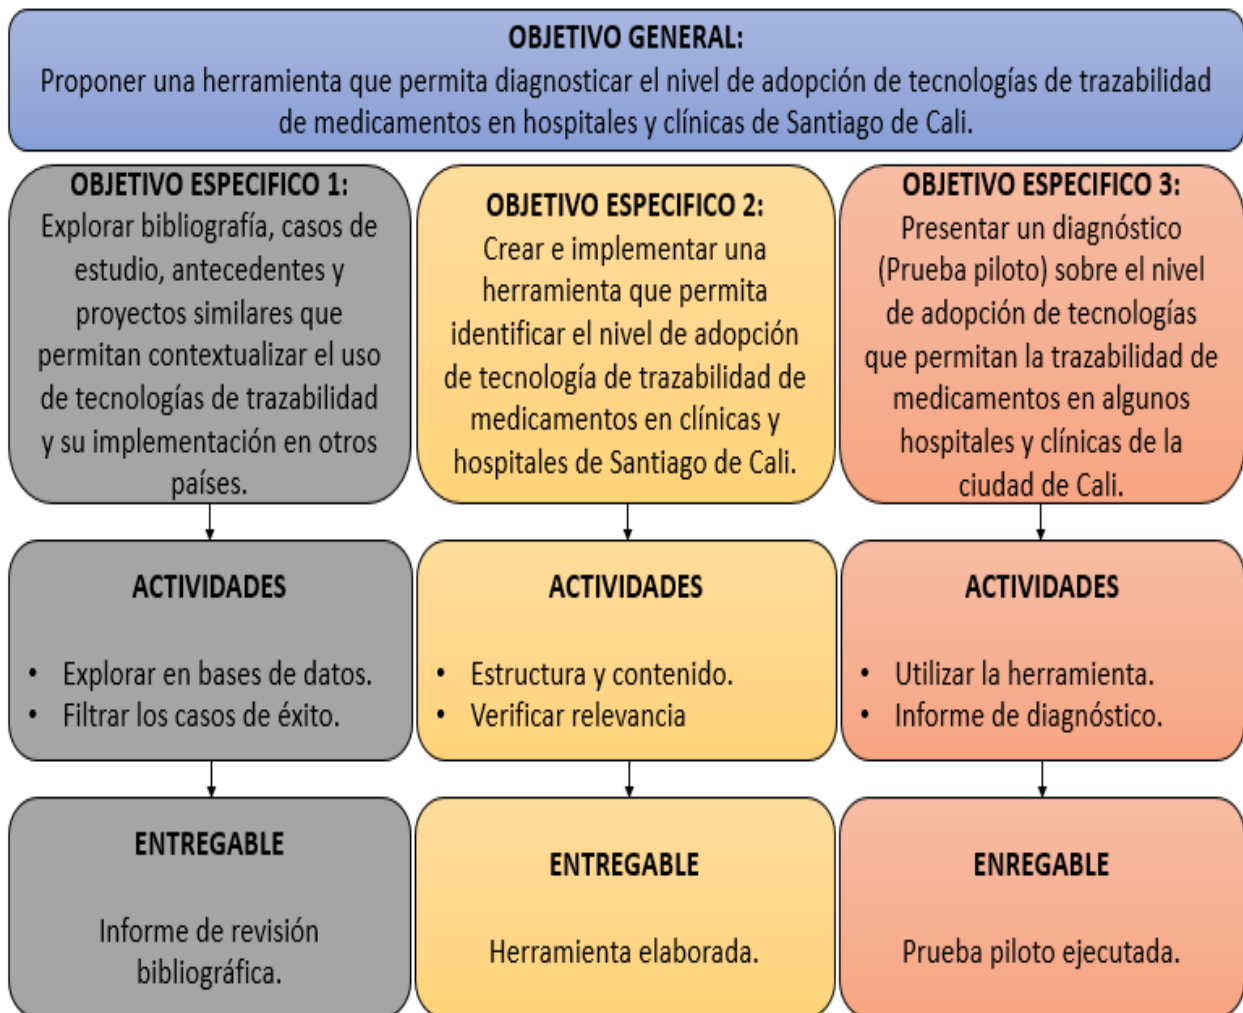 OBJETIVO GENERAL:
Proponer una herramienta que permita diagnosticar el nivel de adopción de tecnologías de trazabilidad
de medicamentos en hospitales y clínicas de Santiago de Cali.
OBJETIVO ESPECIFICO 1:
Explorar bibliografía, casos de
estudio, antecedentes y
proyectos similares que
permitan contextualizar el uso
de tecnologías de trazabilidad
y su implementación en otros
países.
OBJETIVO ESPECIFICO 2:
Crear e implementar una
herramienta que permita
identificar el nivel de adopción
de tecnología de trazabilidad de
medicamentos en clínicas y
hospitales de Santiago de Cali.
OBJETIVO ESPECIFICO 3:
Presentar un diagnóstico
(Prueba piloto) sobre el nivel
de adopción de tecnologías
que permitan la trazabilidad de
medicamentos en algunos
hospitales y clínicas de la
ciudad de Cali.
ACTIVIDADES
• Explorar en bases de datos.
• Filtrar los casos de éxito.
ACTIVIDADES
• Estructura y contenido.
• Verificar relevancia
ACTIVIDADES
• Utilizar la herramienta.
• Informe de diagnóstico.
ENTREGABLE
Informe de revisión
bibliográfica.
ENTREGABLE
Herramienta elaborada.
ENREGABLE
Prueba piloto ejecutada.